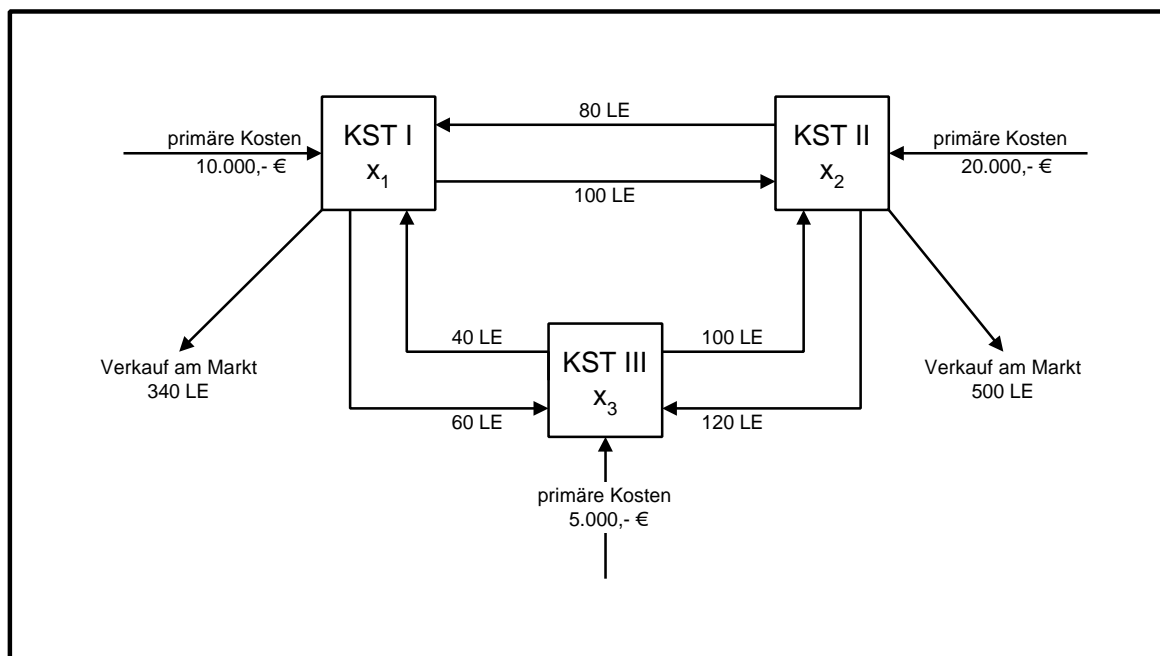 80 LE
KST I
x₁
KST II
x₂
primäre Kosten
10.000,- €
primäre Kosten
20.000,- €
100 LE
40 LE
100 LE
KST III
x₃
Verkauf am Markt
340 LE
Verkauf am Markt
500 LE
60 LE
120 LE
primäre Kosten
5.000,- €